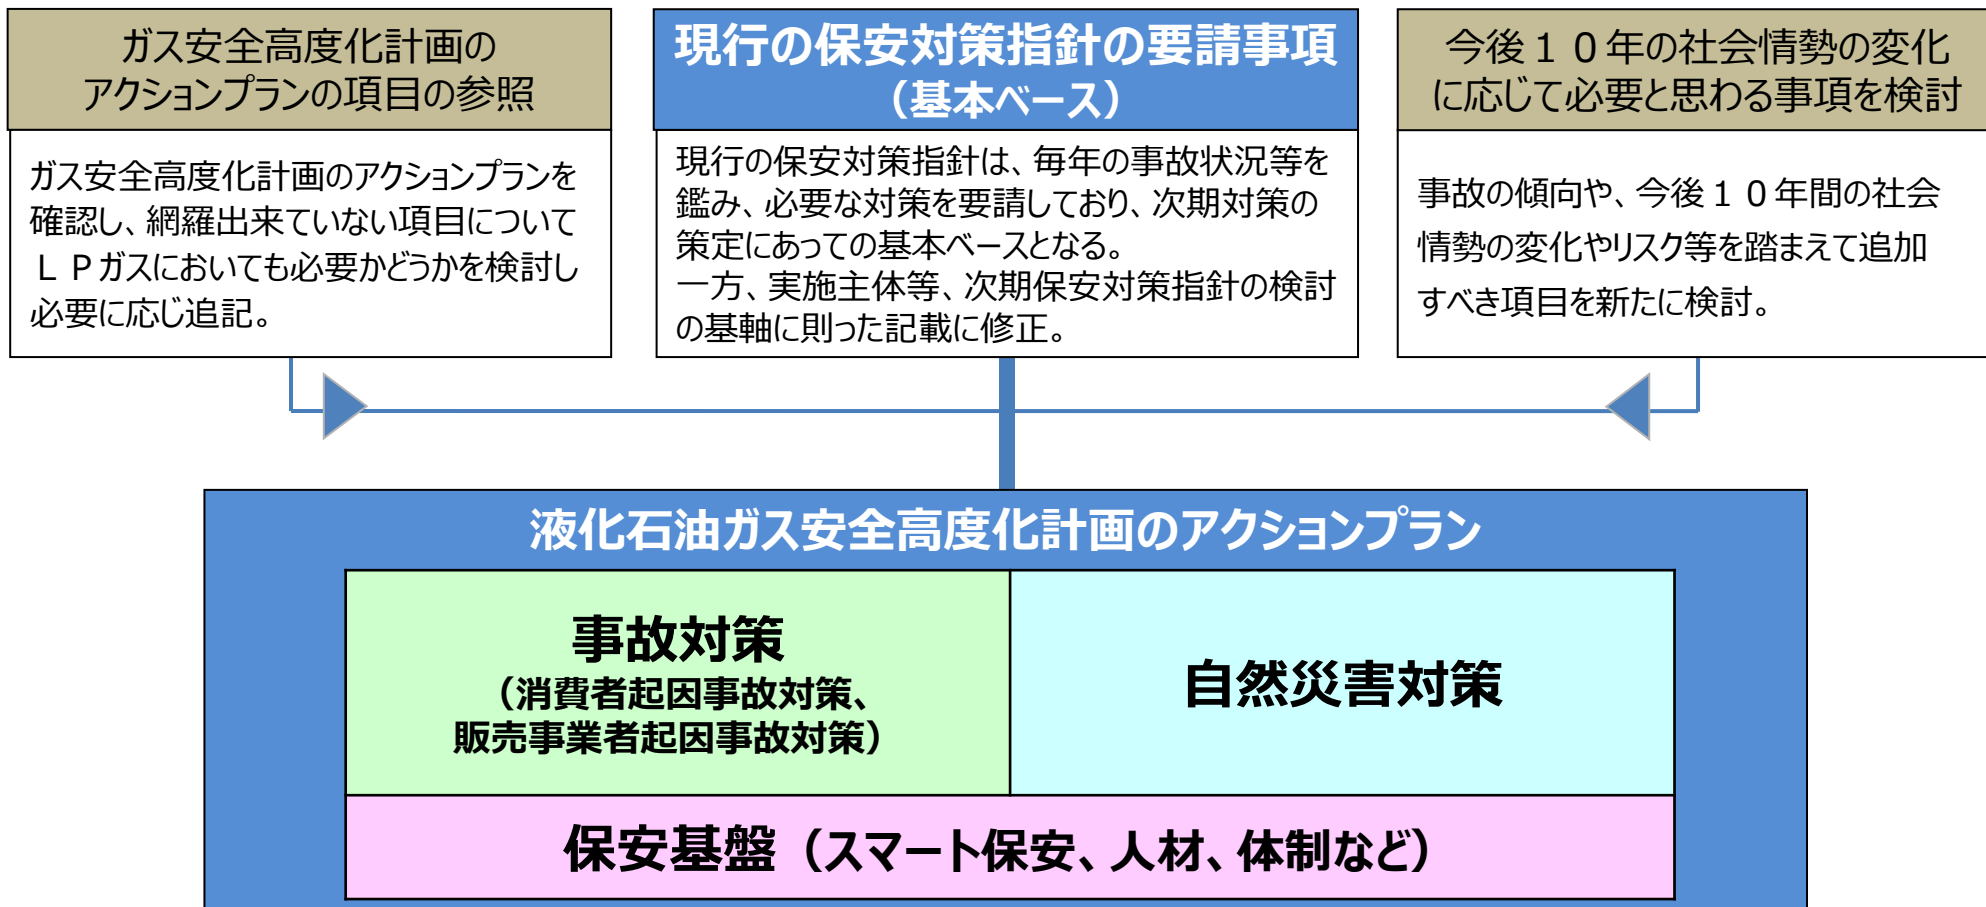 ガス安全高度化計画の
アクションプランの項目の参照
ガス安全高度化計画のアクションプランを
確認し、網羅出来ていない項目について
ＬＰガスにおいても必要かどうかを検討し
必要に応じ追記。
現行の保安対策指針の要請事項
（基本ベース）
現行の保安対策指針は、毎年の事故状況等を
鑑み、必要な対策を要請しており、次期対策の
策定にあっての基本ベースとなる。
一方、実施主体等、次期保安対策指針の検討
の基軸に則った記載に修正。
今後１０年の社会情勢の変化
に応じて必要と思わる事項を検討
事故の傾向や、今後１０年間の社会
情勢の変化やリスク等を踏まえて追加
すべき項目を新たに検討。
液化石油ガス安全高度化計画のアクションプラン
事故対策
（消費者起因事故対策、
販売事業者起因事故対策）
自然災害対策
保安基盤（スマート保安、人材、体制など）